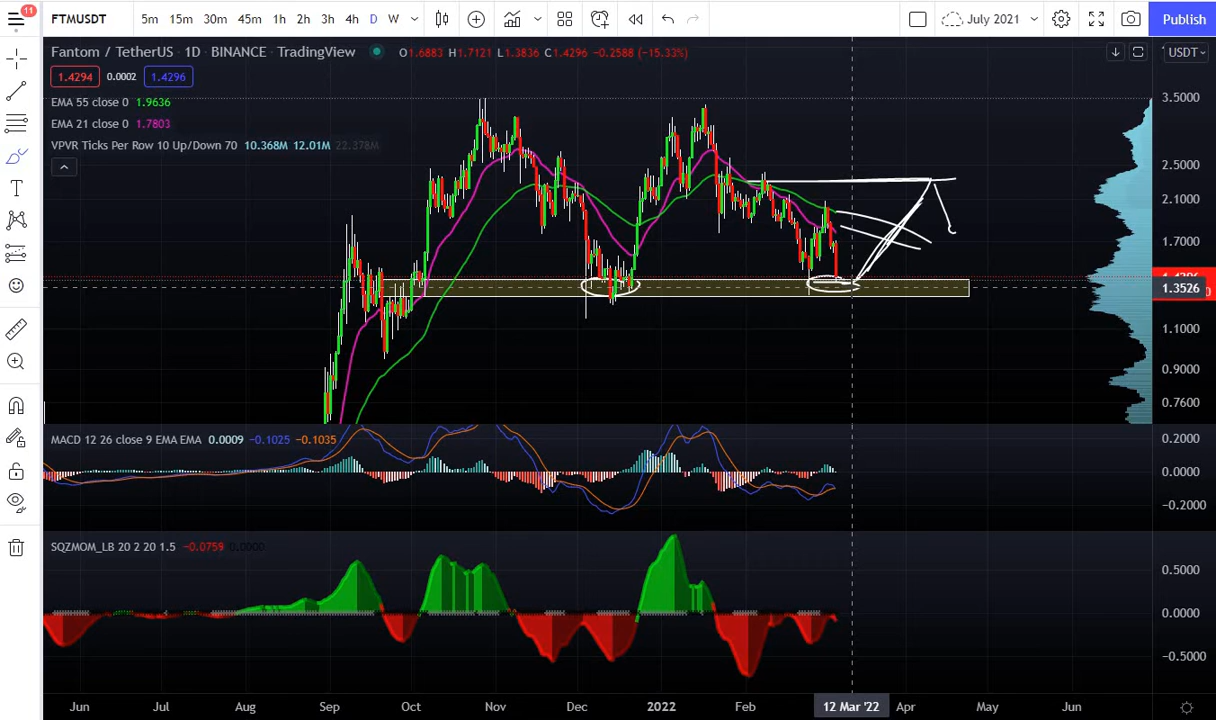 11
FTMUSDT 5m 15m 30m 45m 1h 2h 3h 4h D W July 2021 Publish
Fantom / TetherUS · 1D · BINANCE · TradingView O1.6883 H1.7121 L1.3836 C1.4296 −0.2588 (−15.33%) USDT
1.4294 0.0002 1.4296
EMA 55 close 0 1.9636
EMA 21 close 0 1.7803
VPVR Ticks Per Row 10 Up/Down 70 10.368M 12.01M 22.378M
3.5000
2.5000
2.1000
1.7000
1.3526
1.1000
0.9000
0.7600
MACD 12 26 close 9 EMA EMA 0.0009 −0.1025 −0.1035
0.2000
0.0000
−0.2000
SQZMOM_LB 20 2 20 1.5 −0.0759 0.0000
0.5000
0.0000
−0.5000
Jun Jul Aug Sep Oct Nov Dec 2022 Feb 12 Mar '22 Apr May Jun